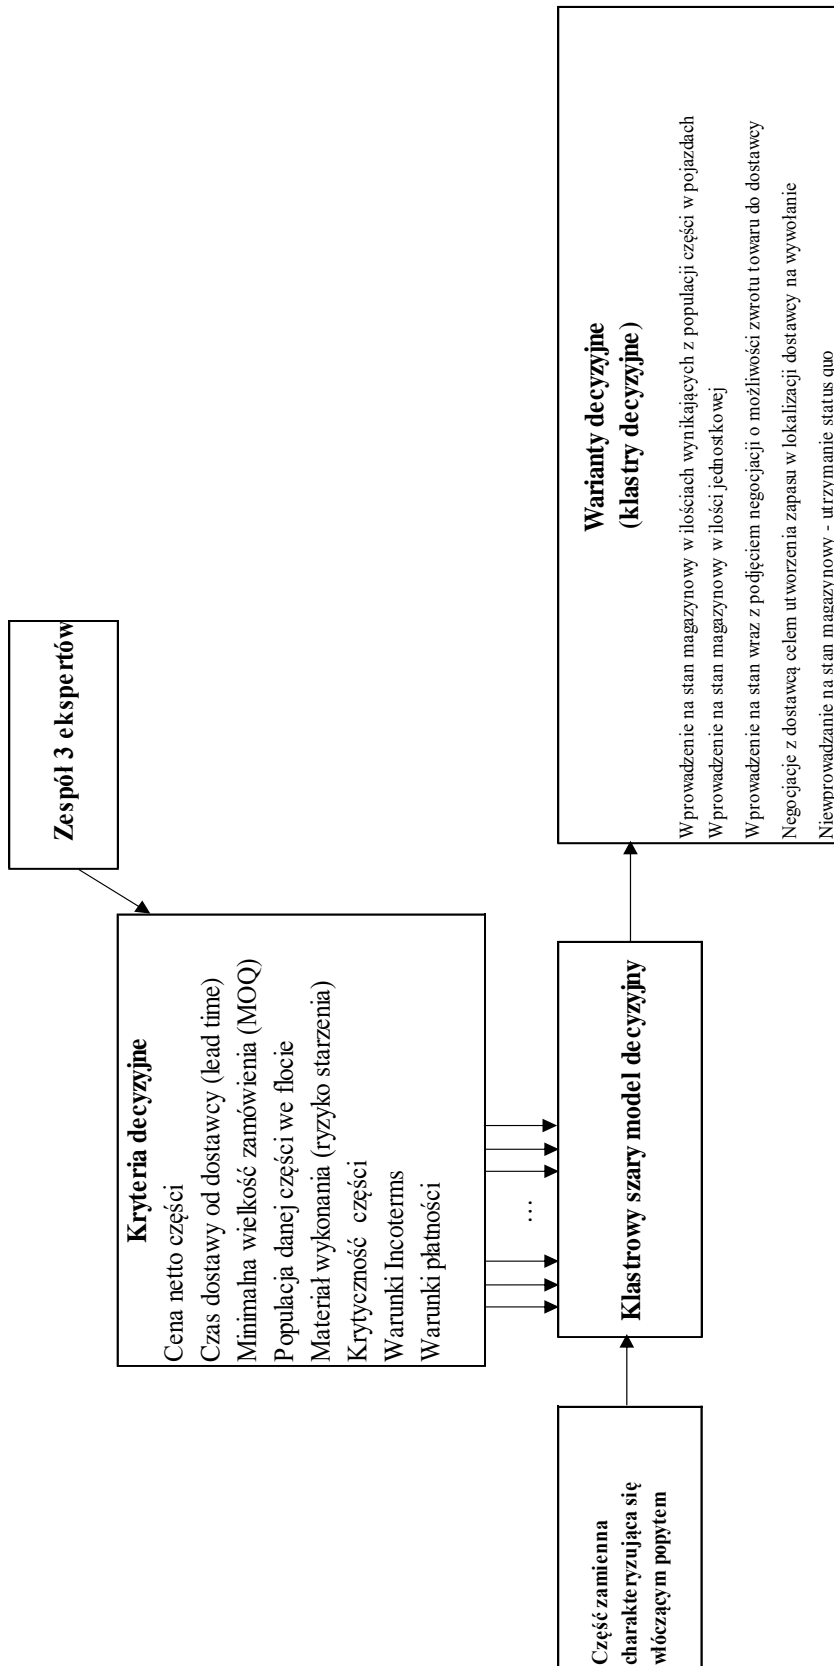 Zespół 3 ekspertów
Kryteria decyzyjne
Cena netto części
Czas dostawy od dostawcy (lead time)
Minimalna wielkość zamówienia (MOQ)
Populacja danej części we flocie
Materiał wykonania (ryzyko starzenia)
Krytyczność części
Warunki Incoterms
Warunki płatności
...
Część zamienna
charakteryzująca się
włóczącym popytem
Klastrowy szary model decyzyjny
Warianty decyzyjne
(klastry decyzyjne)
Wprowadzenie na stan magazynowy w ilościach wynikających z populacji części w pojazdach
Wprowadzenie na stan magazynowy w ilości jednostkowej
Wprowadzenie na stan wraz z podjęciem negocjacji o możliwości zwrotu towaru do dostawcy
Negocjacje z dostawcą celem utworzenia zapasu w lokalizacji dostawcy na wywołanie
Niewprowadzanie na stan magazynowy - utrzymanie status quo